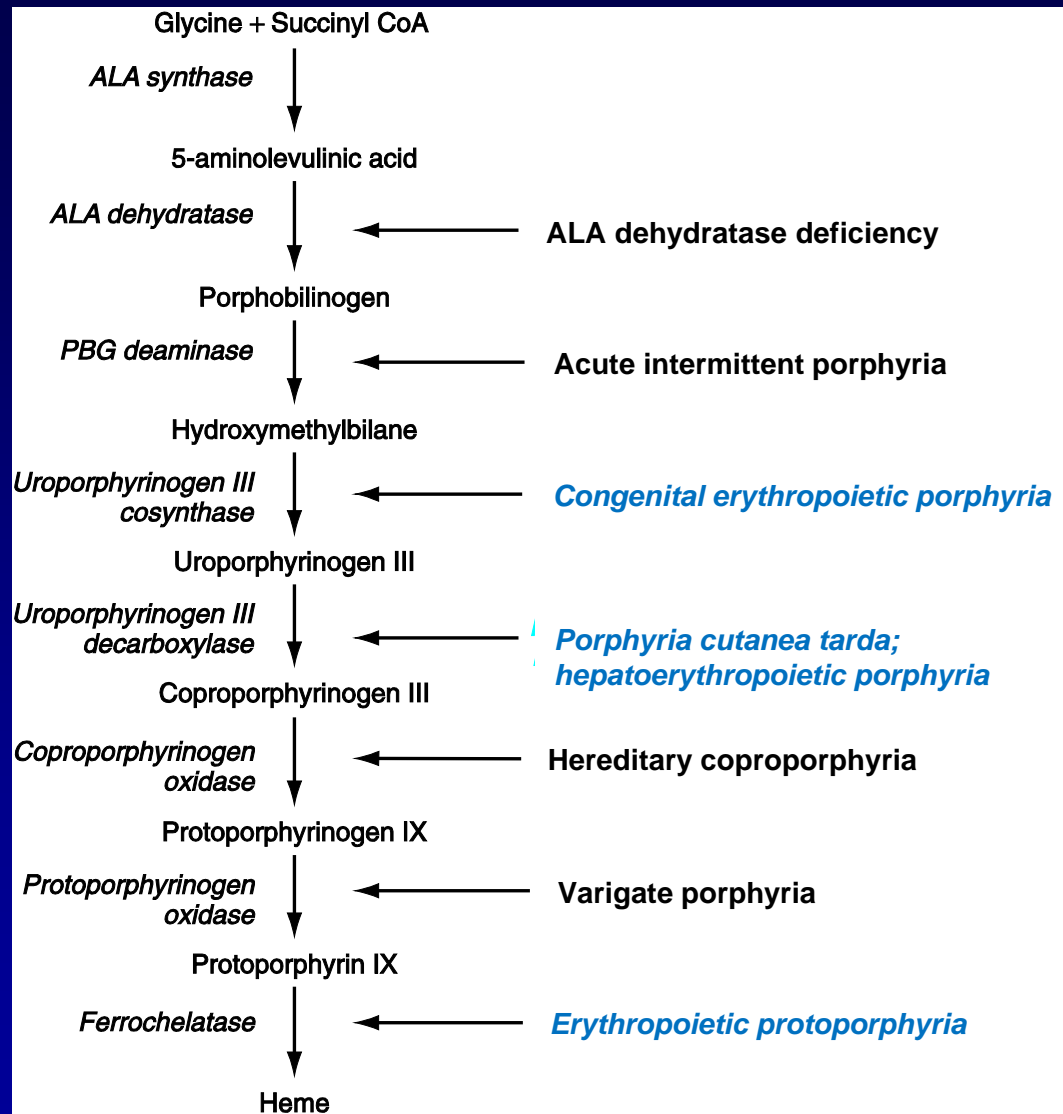 Glycine + Succinyl CoA
ALA synthase
5-aminolevulinic acid
ALA dehydratase
ALA dehydratase deficiency
Porphobilinogen
PBG deaminase
Acute intermittent porphyria
Hydroxymethylbilane
Uroporphyrinogen III
cosynthase
Congenital erythropoietic porphyria
Uroporphyrinogen III
Uroporphyrinogen III
decarboxylase
Porphyria cutanea tarda;
hepatoerythropoietic porphyria
Coproporphyrinogen III
Coproporphyrinogen
oxidase
Hereditary coproporphyria
Protoporphyrinogen IX
Protoporphyrinogen
oxidase
Varigate porphyria
Protoporphyrin IX
Ferrochelatase
Erythropoietic protoporphyria
Heme